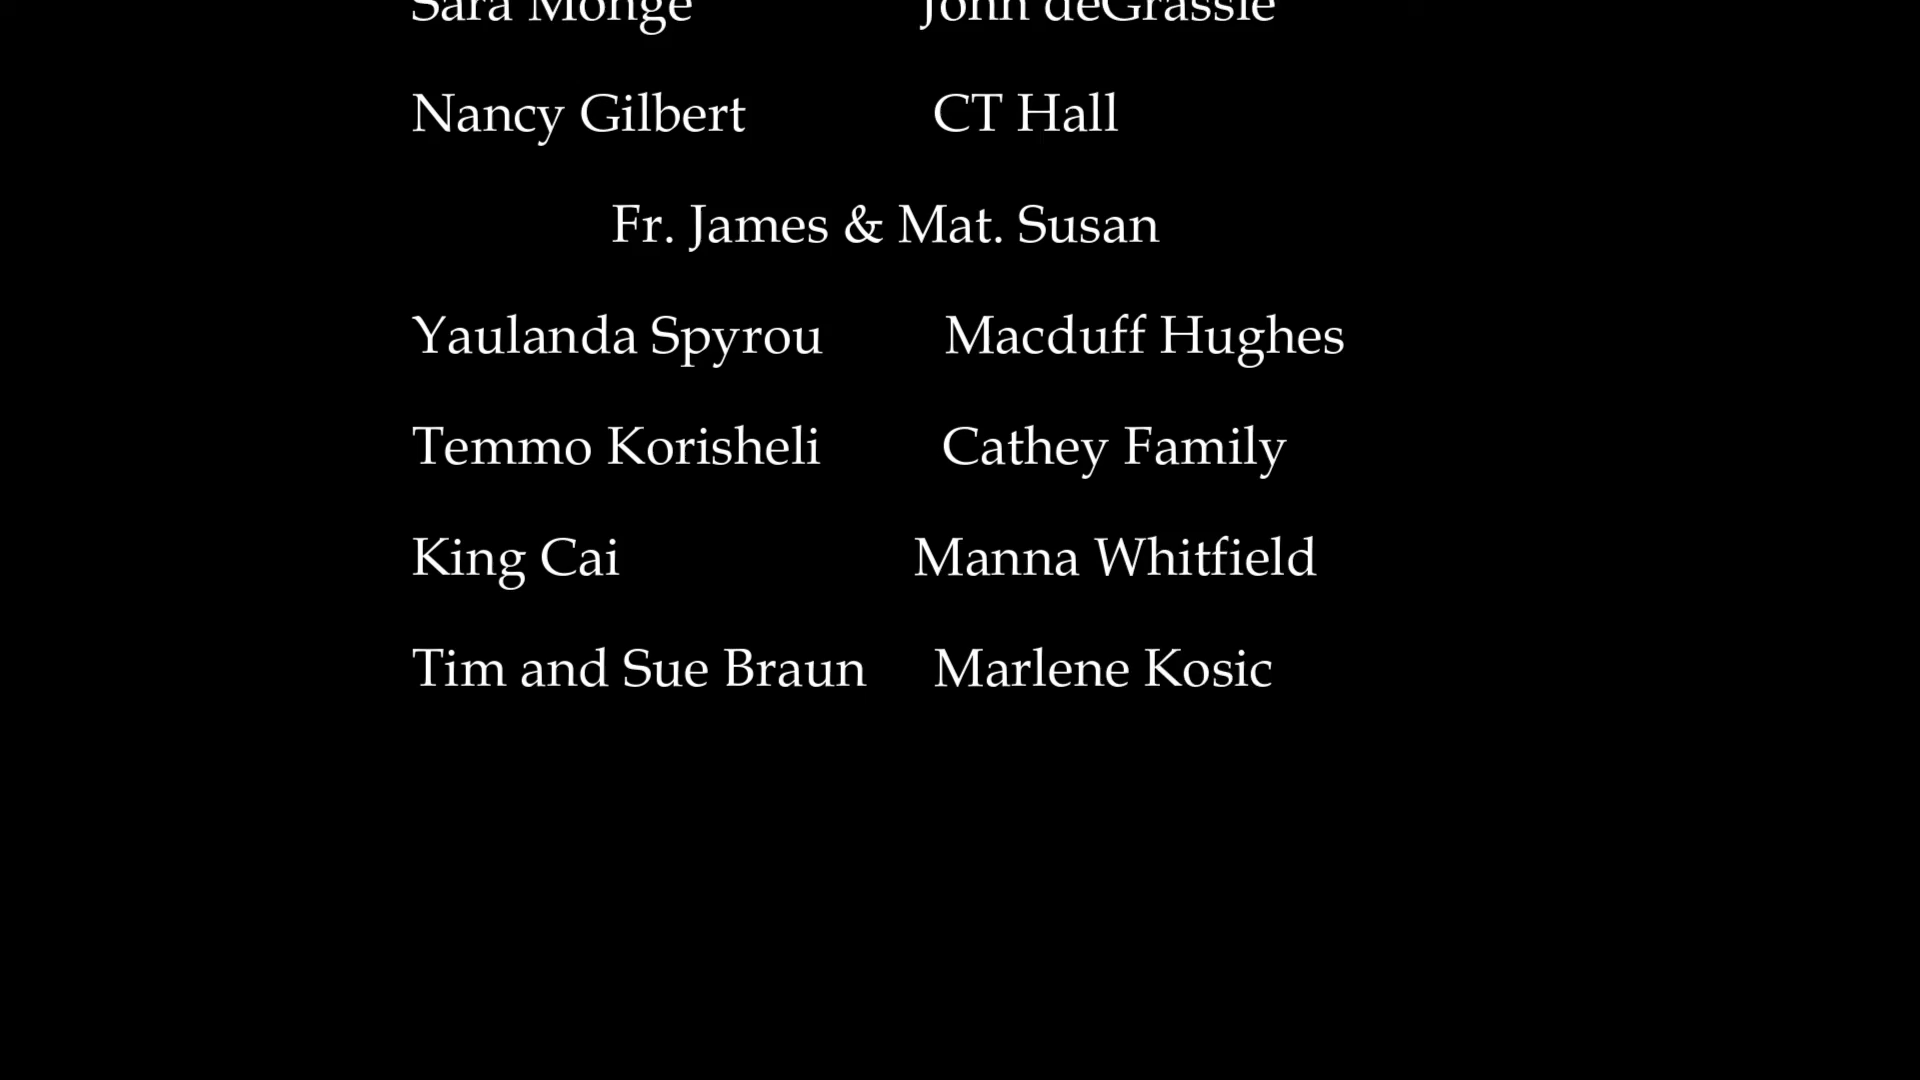 Sara Monge John deGrassie
Nancy Gilbert CT Hall
Fr. James & Mat. Susan
Yaulanda Spyrou Macduff Hughes
Temmo Korisheli Cathey Family
King Cai Manna Whitfield
Tim and Sue Braun Marlene Kosic